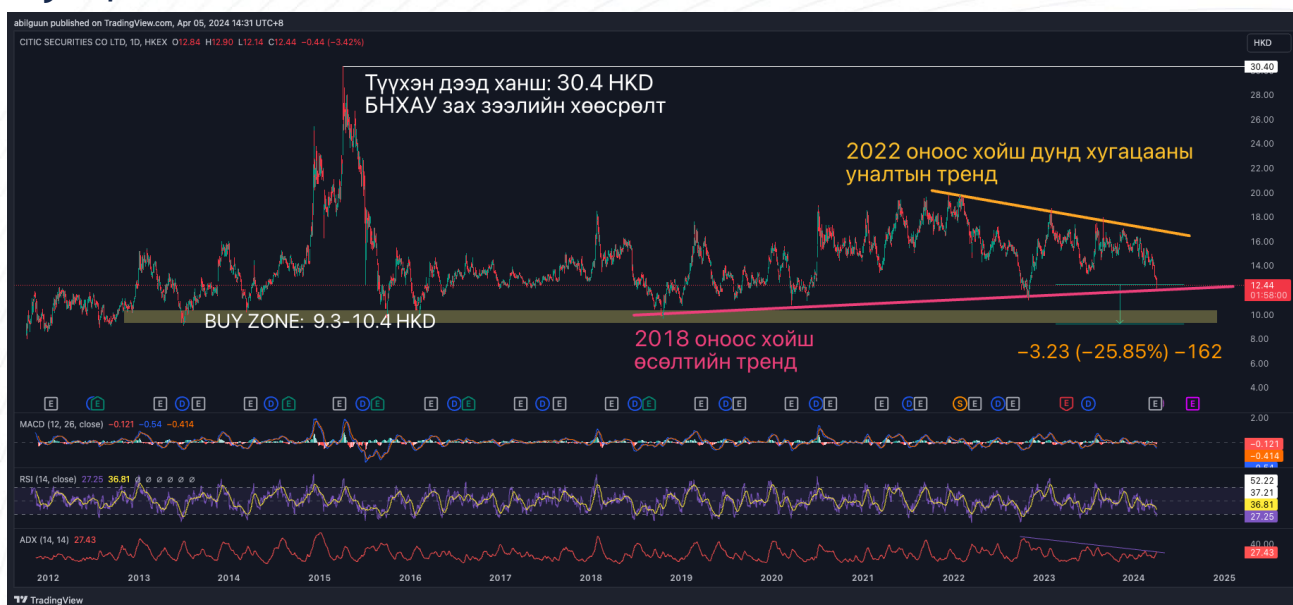 abilguun published on TradingView.com, Apr 05, 2024 14:31 UTC+8
CITIC SECURITIES CO LTD, 1D, HKEX O12.84 H12.90 L12.14 C12.44 −0.44 (−3.42%)
HKD
30.40
Түүхэн дээд ханш: 30.4 HKD
БНХАУ зах зээлийн хөөсрөлт
28.00
26.00
24.00
2022 оноос хойш дунд хугацааны
уналтын тренд
22.00
20.00
18.00
16.00
14.00
12.44
01:58:00
BUY ZONE: 9.3-10.4 HKD
10.00
2018 оноос хойш
өсөлтийн тренд
8.00
−3.23 (−25.85%) −162
6.00
4.00
E E D E E D E E D E E D E E D E E D E E D E E D E E D E S E D E E D E E
MACD (12, 26, close) −0.121 −0.54 −0.414
2.00
−0.121
−0.414
RSI (14, close) 27.25 36.81 ø ø ø ø ø ø
52.22
37.21
36.81
27.25
ADX (14, 14) 27.43
40.00
27.43
2012 2013 2014 2015 2016 2017 2018 2019 2020 2021 2022 2023 2024 2025
TradingView